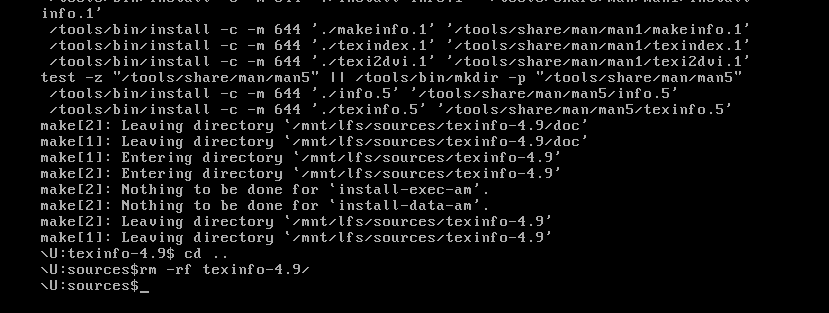 info.1'
/tools/bin/install -c -m 644 './makeinfo.1' '/tools/share/man/man1/makeinfo.1'
/tools/bin/install -c -m 644 './texindex.1' '/tools/share/man/man1/texindex.1'
/tools/bin/install -c -m 644 './texi2dvi.1' '/tools/share/man/man1/texi2dvi.1'
test -z "/tools/share/man/man5" || /tools/bin/mkdir -p "/tools/share/man/man5"
/tools/bin/install -c -m 644 './info.5' '/tools/share/man/man5/info.5'
/tools/bin/install -c -m 644 './texinfo.5' '/tools/share/man/man5/texinfo.5'
make[2]: Leaving directory `/mnt/lfs/sources/texinfo-4.9/doc'
make[1]: Leaving directory `/mnt/lfs/sources/texinfo-4.9/doc'
make[1]: Entering directory `/mnt/lfs/sources/texinfo-4.9'
make[2]: Entering directory `/mnt/lfs/sources/texinfo-4.9'
make[2]: Nothing to be done for `install-exec-am'.
make[2]: Nothing to be done for `install-data-am'.
make[2]: Leaving directory `/mnt/lfs/sources/texinfo-4.9'
make[1]: Leaving directory `/mnt/lfs/sources/texinfo-4.9'
\U:texinfo-4.9$ cd ..
\U:sources$rm -rf texinfo-4.9/
\U:sources$_